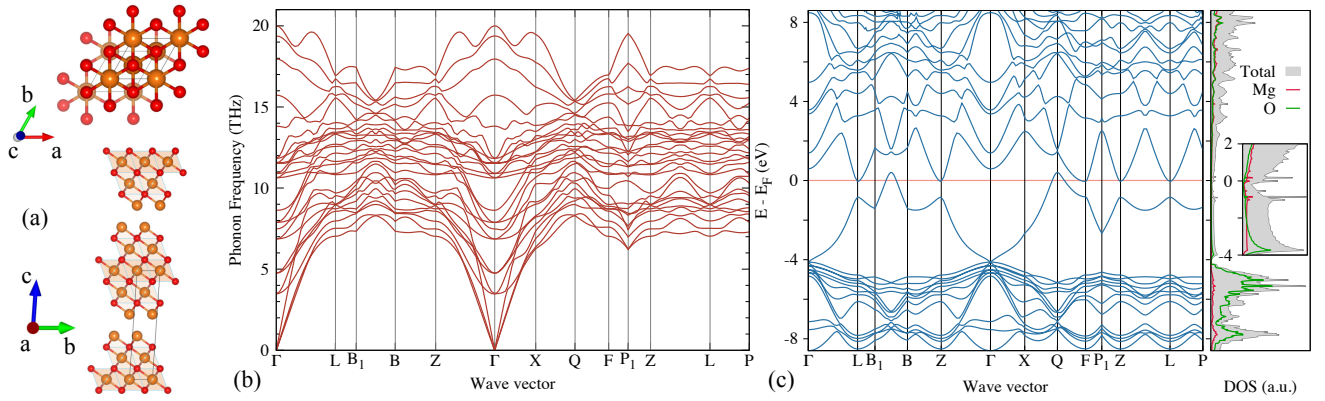 b
c
a
(a)
c
a
b
Phonon Frequency (THz)
20
15
10
5
0
Γ L B₁ B Z Γ X Q F P₁ Z L P
Wave vector
(b)
E - E_F (eV)
8
4
0
-4
-8
Γ L B₁ B Z Γ X Q F P₁ Z L P
Wave vector
(c)
Total
Mg
O
2
0
-2
-4
DOS (a.u.)